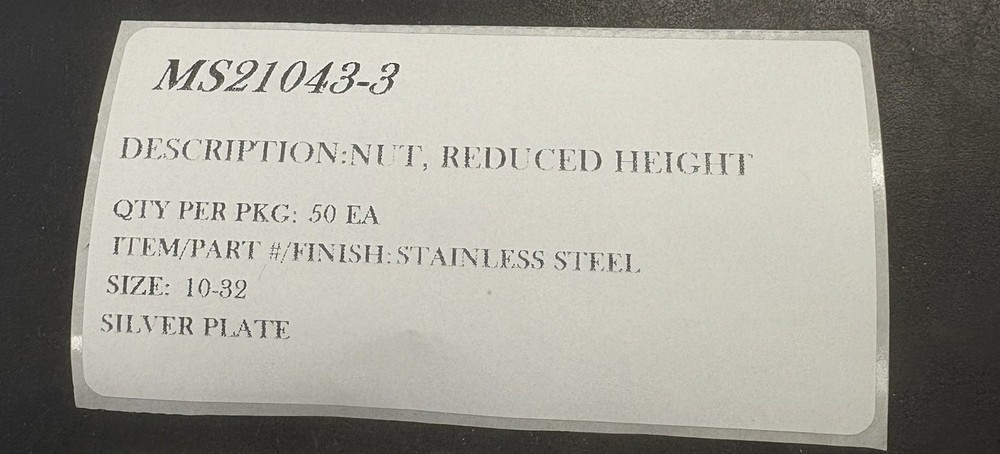 MS21043-3
DESCRIPTION:NUT, REDUCED HEIGHT
QTY PER PKG: 50 EA
ITEM/PART #/FINISH:STAINLESS STEEL
SIZE: 10-32
SILVER PLATE